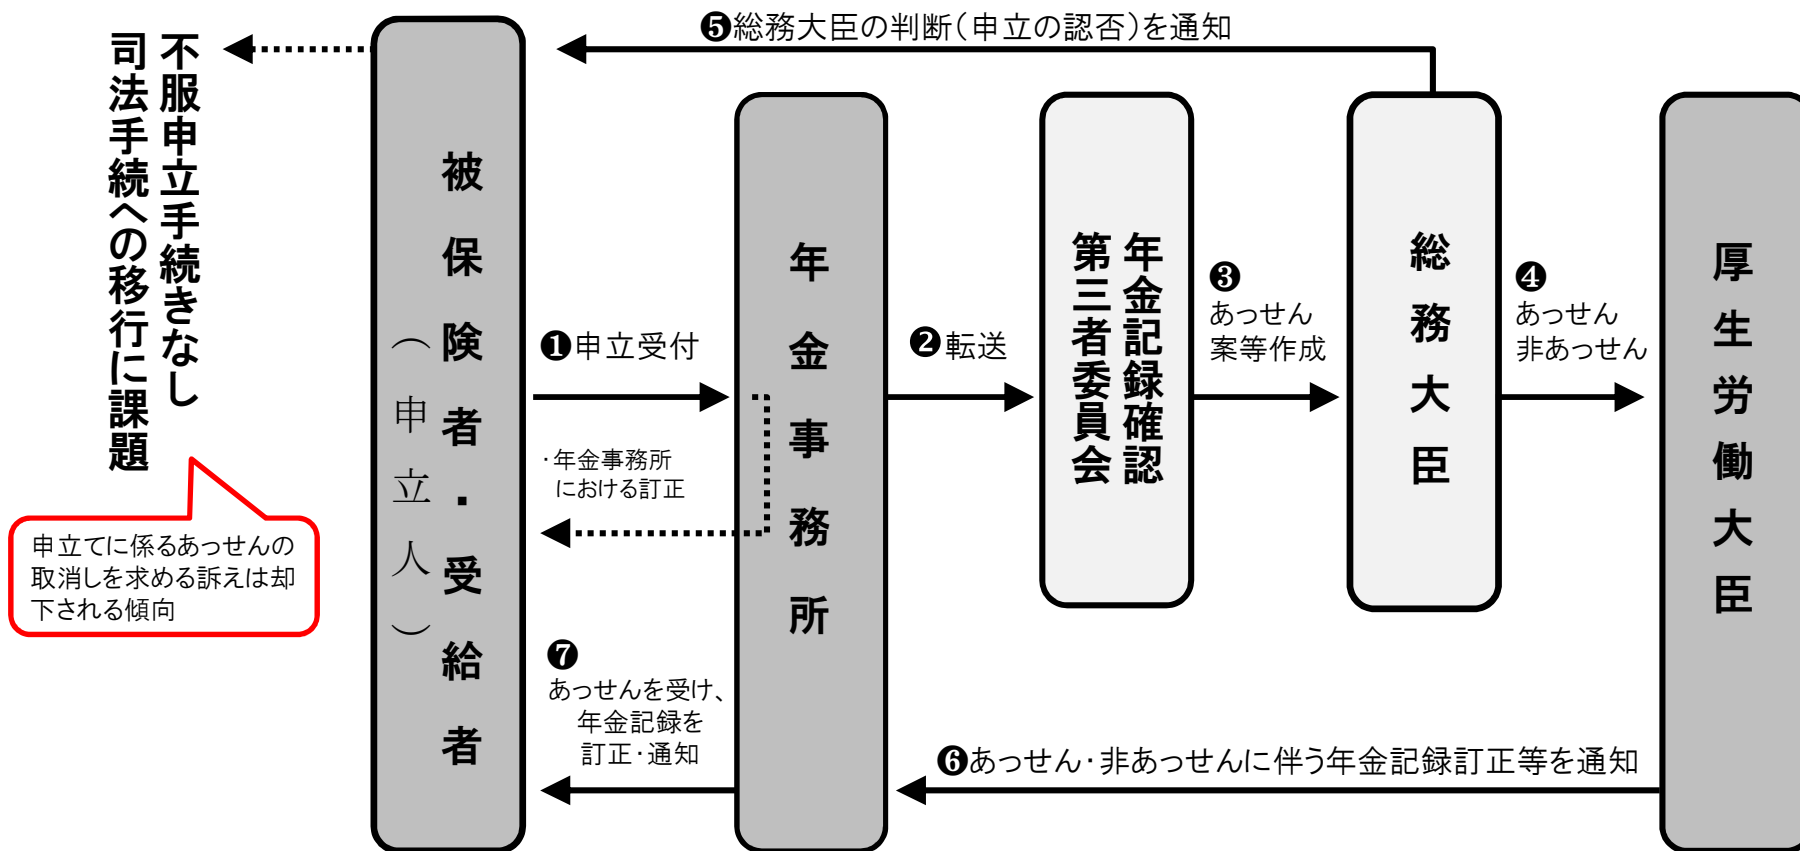 ❺総務大臣の判断(申立の認否)を通知
不服申立手続きなし
司法手続への移行に課題
申立てに係るあっせんの
取消しを求める訴えは却
下される傾向
被保険者・受給者
（申立人）
❶申立受付
・年金事務所
における訂正
❼
あっせんを受け、
年金記録を
訂正・通知
年金事務所
❷転送
年金記録確認
第三者委員会
❸
あっせん
案等作成
総務大臣
❹
あっせん
非あっせん
厚生労働大臣
❻あっせん・非あっせんに伴う年金記録訂正等を通知